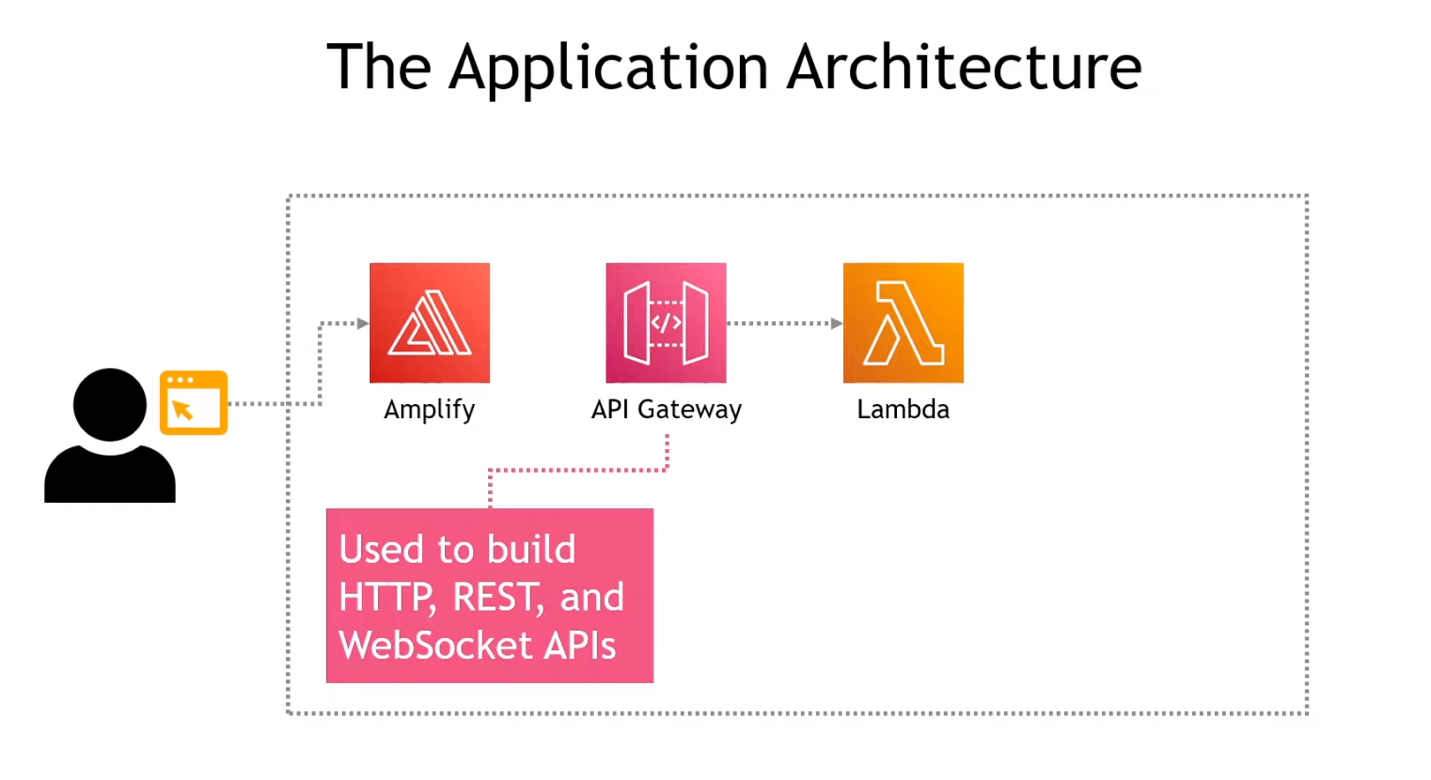 The Application Architecture
Amplify
API Gateway
Lambda
Used to build
HTTP, REST, and
WebSocket APIs